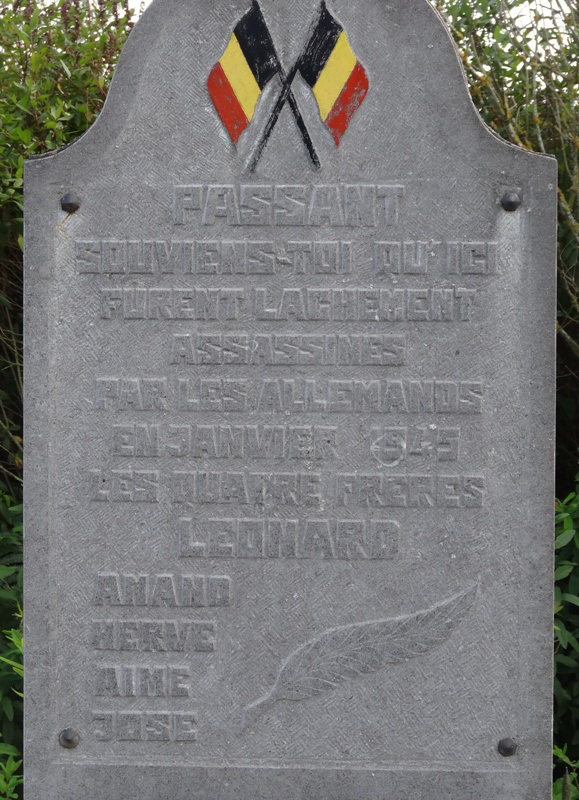 PASSANT
SOUVIENS-TOI QU'ICI
FURENT LACHEMENT
ASSASSINES
PAR LES ALLEMANDS
EN JANVIER 1945
LES QUATRE FRERES
LEONARD
AMAND
HERVE
AIME
JOSE